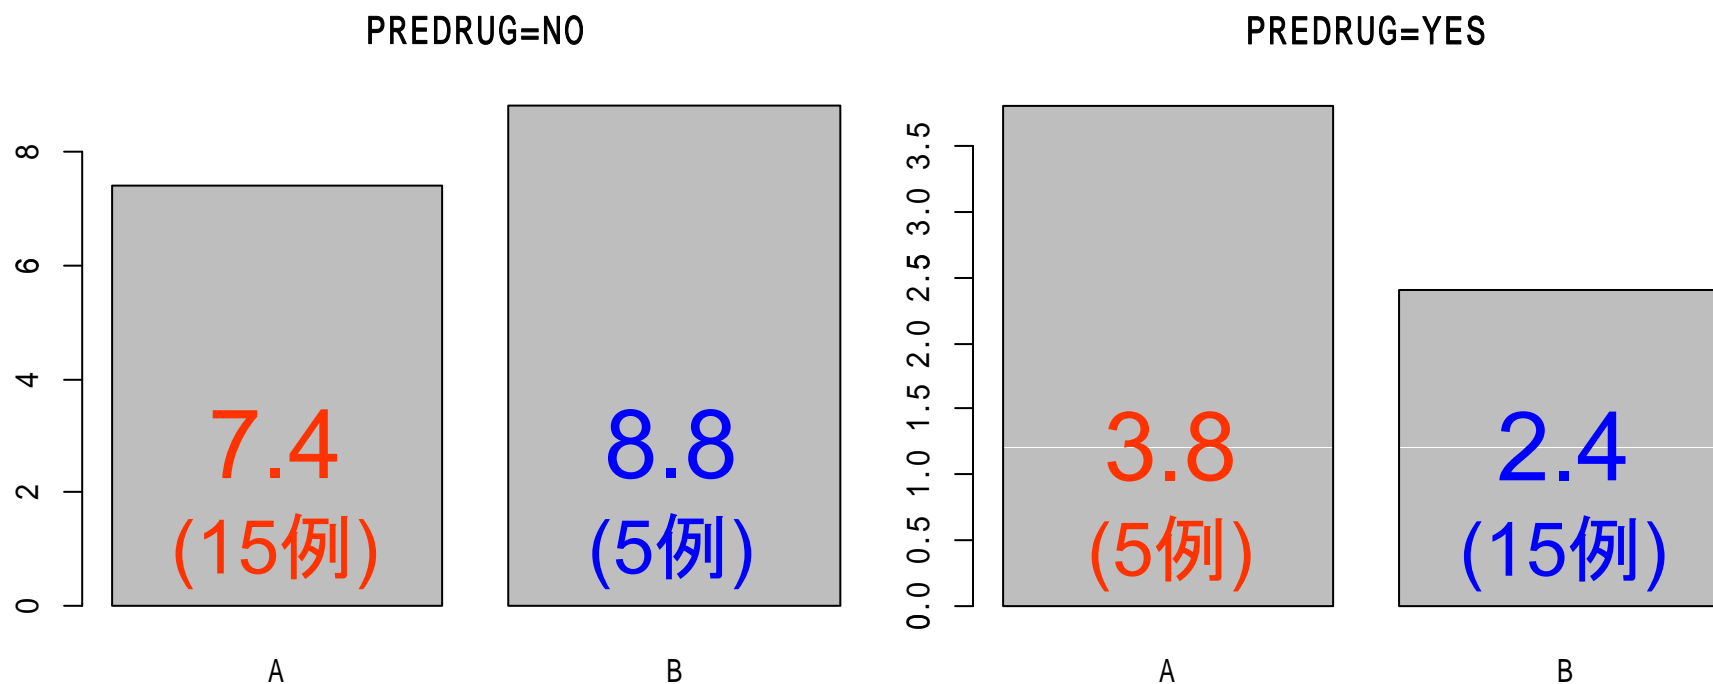 PREDRUG=NO
8
6
4
2
0
7.4
(15例)
8.8
(5例)
A
B
PREDRUG=YES
3.5
3.0
2.5
2.0
1.5
1.0
0.5
0.0
3.8
(5例)
2.4
(15例)
A
B